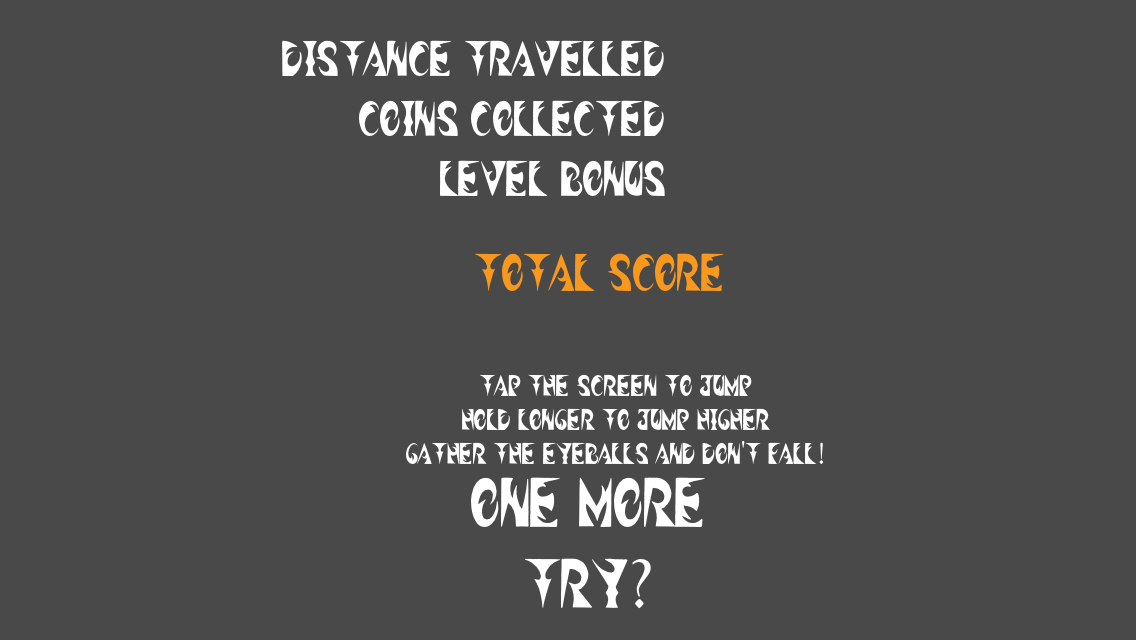 DISTANCE TRAVELLED
COINS COLLECTED
LEVEL BONUS
TOTAL SCORE
TAP THE SCREEN TO JUMP
HOLD LONGER TO JUMP HIGHER
GATHER THE EYEBALLS AND DON'T FALL!
ONE MORE
TRY?